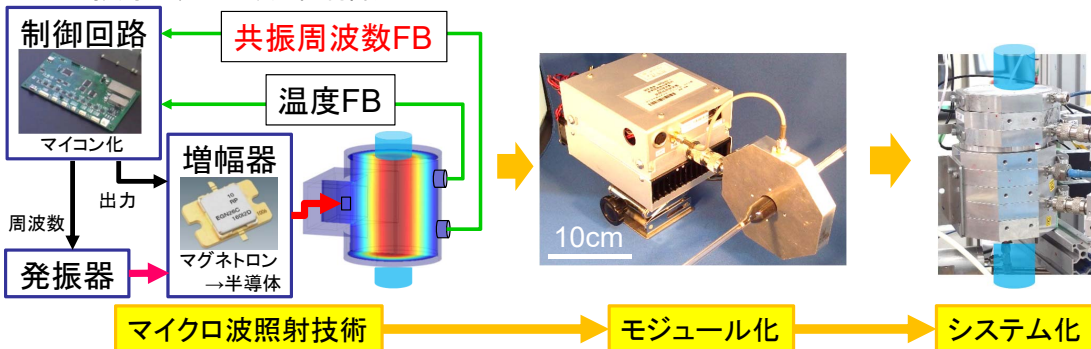 制御回路
マイコン化
共振周波数FB
温度FB
出力
周波数
増幅器
10
RP
EGN26C
マグネトロン
→半導体
発振器
10cm
マイクロ波照射技術
モジュール化
システム化